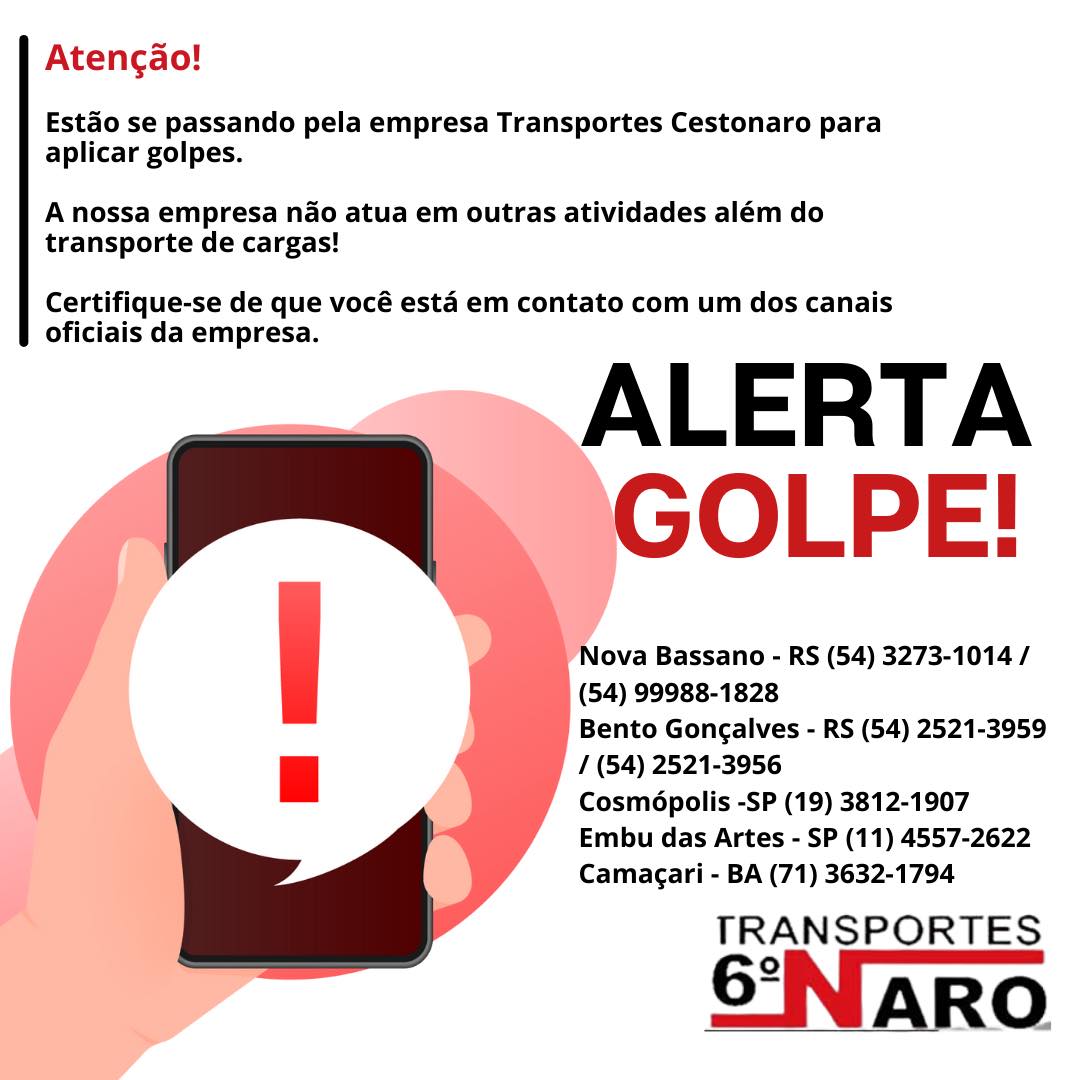 Atenção!
Estão se passando pela empresa Transportes Cestonaro para
aplicar golpes.
A nossa empresa não atua em outras atividades além do
transporte de cargas!
Certifique-se de que você está em contato com um dos canais
oficiais da empresa.
ALERTA
GOLPE!
!
Nova Bassano - RS (54) 3273-1014 /
(54) 99988-1828
Bento Gonçalves - RS (54) 2521-3959
/ (54) 2521-3956
Cosmópolis -SP (19) 3812-1907
Embu das Artes - SP (11) 4557-2622
Camaçari - BA (71) 3632-1794
TRANSPORTES
6ºNARO